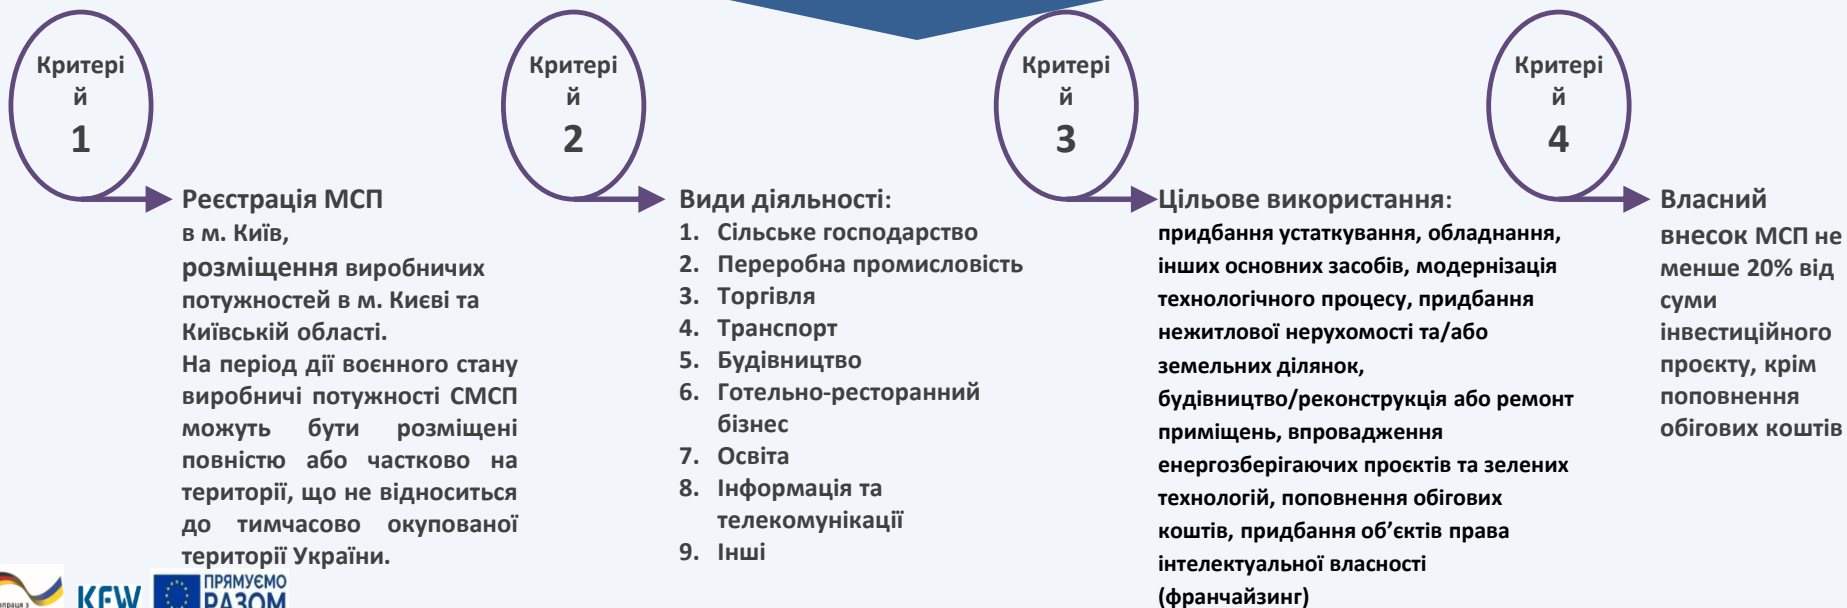 Критері
й
1
Реєстрація МСП
в м. Київ,
розміщення виробничих
потужностей в м. Києві та
Київській області.
На період дії воєнного стану
виробничі потужності СМСП
можуть бути розміщені
повністю або частково на
території, що не відноситься
до тимчасово окупованої
території України.
Критері
й
2
Види діяльності:
1. Сільське господарство
2. Переробна промисловість
3. Торгівля
4. Транспорт
5. Будівництво
6. Готельно-ресторанний
бізнес
7. Освіта
8. Інформація та
телекомунікації
9. Інші
Критері
й
3
Цільове використання:
придбання устаткування, обладнання,
інших основних засобів, модернізація
технологічного процесу, придбання
нежитлової нерухомості та/або
земельних ділянок,
будівництво/реконструкція або ремонт
приміщень, впровадження
енергозберігаючих проєктів та зелених
технологій, поповнення обігових
коштів, придбання об’єктів права
інтелектуальної власності
(франчайзинг)
Критері
й
4
Власний
внесок МСП не
менше 20% від
суми
інвестиційного
проєкту, крім
поповнення
обігових коштів
KFW
ПРЯМУЄМО
РАЗОМ